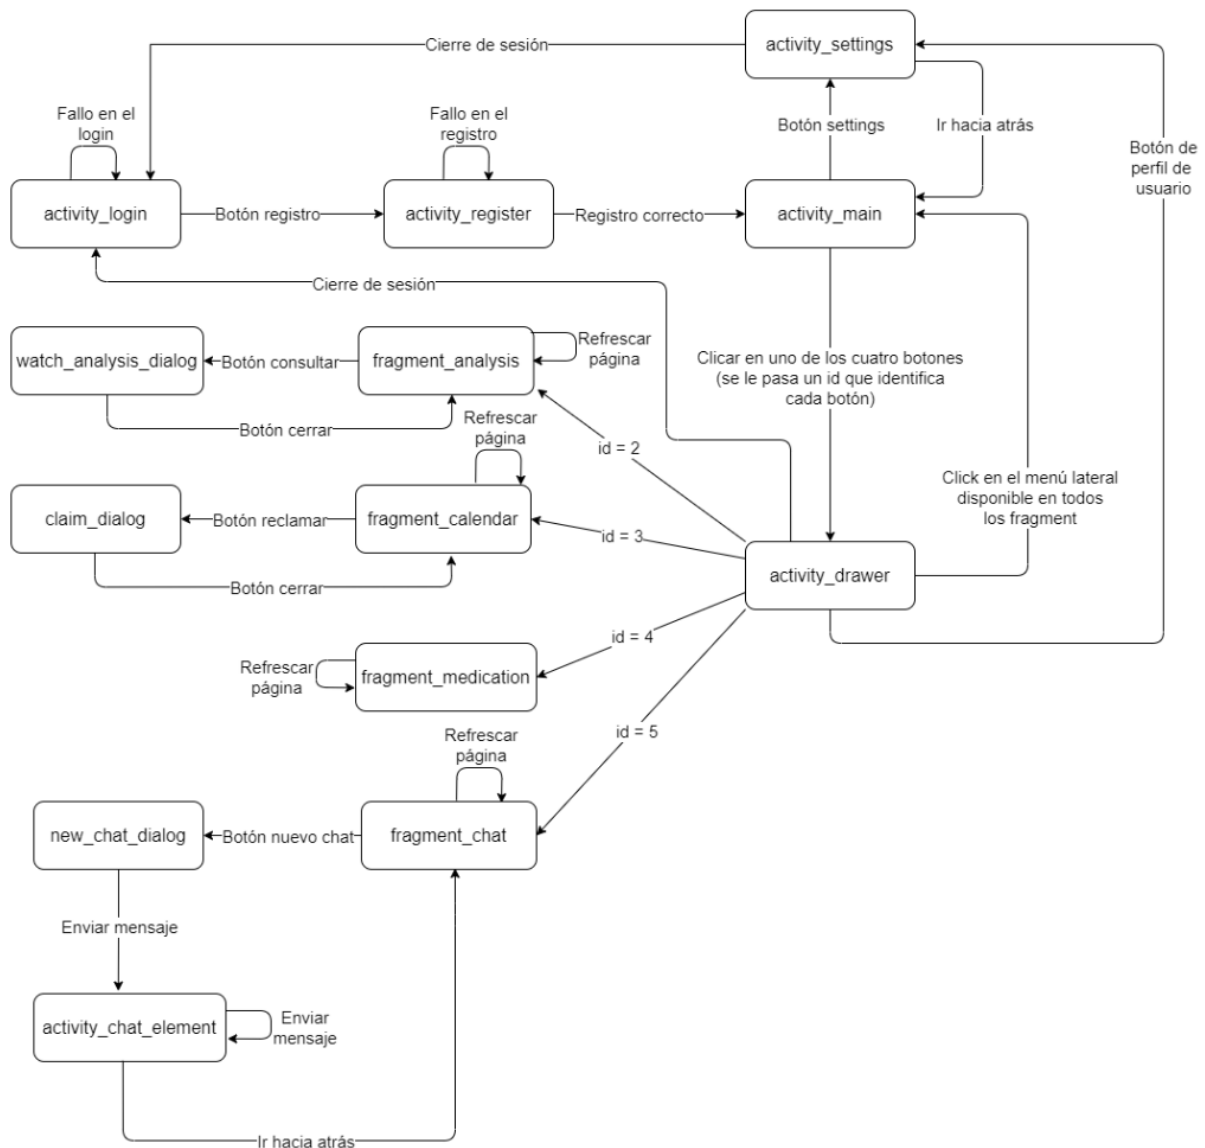 Cierre de sesión
activity_settings
Fallo en el
login
Fallo en el
registro
Botón settings
Ir hacia atrás
Botón de
perfil de
usuario
activity_login
Botón registro
activity_register
Registro correcto
activity_main
Cierre de sesión
watch_analysis_dialog
Botón consultar
fragment_analysis
Refrescar
página
Clicar en uno de los cuatro botones
(se le pasa un id que identifica
cada botón)
Botón cerrar
Refrescar
página
id = 2
Click en el menú lateral
disponible en todos
los fragment
claim_dialog
Botón reclamar
fragment_calendar
id = 3
activity_drawer
Botón cerrar
id = 4
Refrescar
página
fragment_medication
id = 5
Refrescar
página
new_chat_dialog
Botón nuevo chat
fragment_chat
Enviar mensaje
activity_chat_element
Enviar
mensaje
Ir hacia atrás